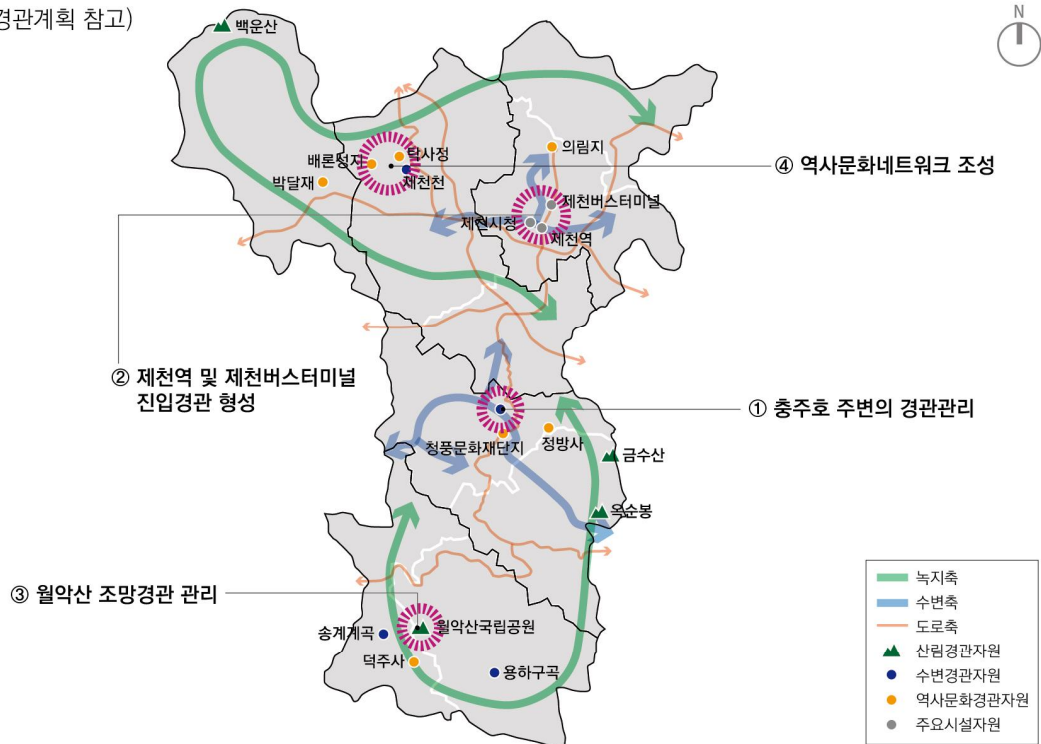 경관계획 참고)
N
백운산
탁사정
배론성지
제천천
박달재
의림지
④ 역사문화네트워크 조성
제천버스터미널
제천시청
제천역
② 제천역 및 제천버스터미널
진입경관 형성
① 충주호 주변의 경관관리
청풍문화재단지
정방사
금수산
옥순봉
③ 월악산 조망경관 관리
송계계곡
월악산국립공원
덕주사
용하구곡
녹지축
수변축
도로축
산림경관자원
수변경관자원
역사문화경관자원
주요시설자원